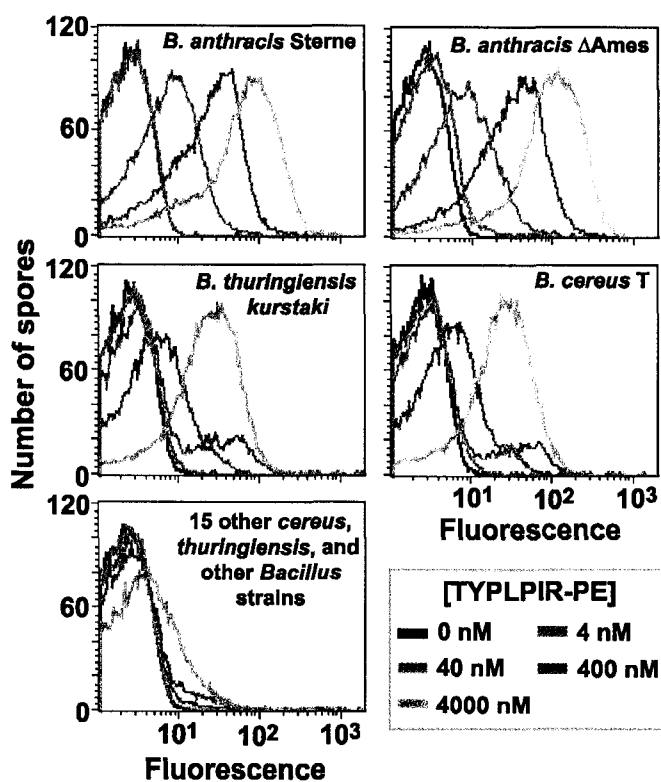 120
60
0
B. anthracis Sterne
B. anthracis ΔAmes
Number of spores
120
60
0
B. thuringiensis
kurstaki
B. cereus T
10¹ 10² 10³
Fluorescence
120
60
0
15 other cereus,
thuringiensis, and
other Bacillus
strains
10¹ 10² 10³
Fluorescence
[TYPLPIR-PE]
0 nM 4 nM
40 nM 400 nM
4000 nM